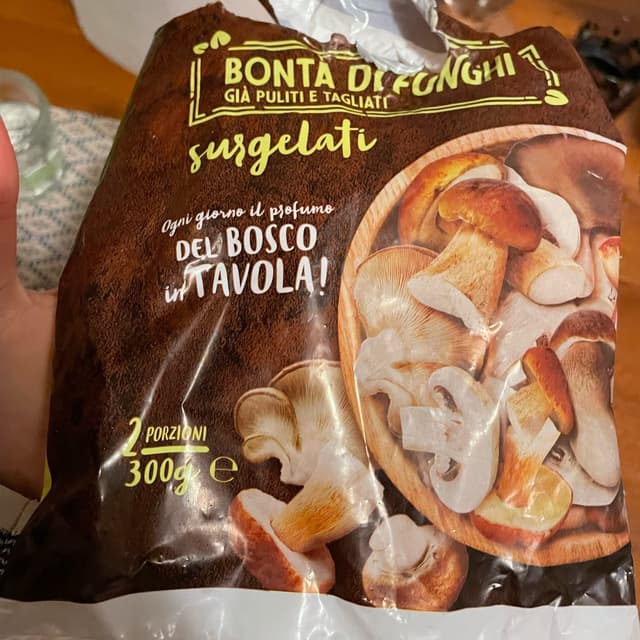 BONTÀ DI FUNGHI
GIÀ PULITI E TAGLIATI
surgelati
Ogni giorno il profumo
DEL BOSCO
in TAVOLA!
2 PORZIONI
300g ℮